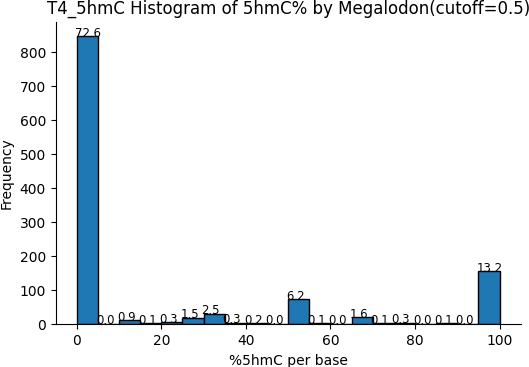 T4_5hmC Histogram of 5hmC% by Megalodon(cutoff=0.5)
Frequency
800
700
600
500
400
300
200
100
0
72.6 0.0 0.9 0.1 0.3 1.5 2.5 0.3 0.2 0.0 6.2 0.1 0.0 1.6 0.1 0.3 0.0 0.1 0.0 13.2
0 20 40 60 80 100
%5hmC per base